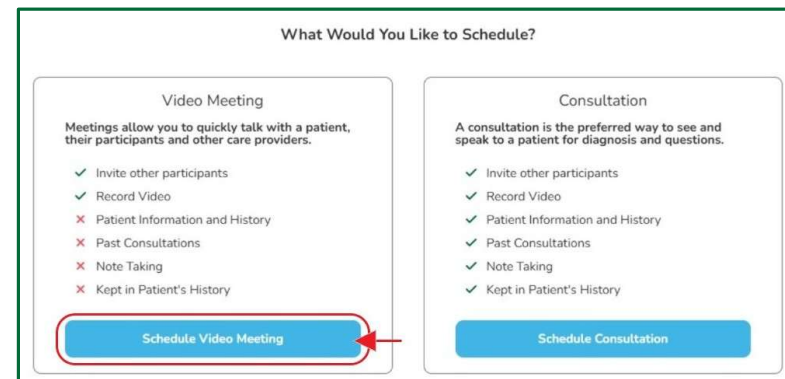 What Would You Like to Schedule?
Video Meeting
Meetings allow you to quickly talk with a patient,
their participants and other care providers.
Invite other participants
Record Video
Patient Information and History
Past Consultations
Note Taking
Kept in Patient's History
Schedule Video Meeting
Consultation
A consultation is the preferred way to see and
speak to a patient for diagnosis and questions.
Invite other participants
Record Video
Patient Information and History
Past Consultations
Note Taking
Kept in Patient's History
Schedule Consultation